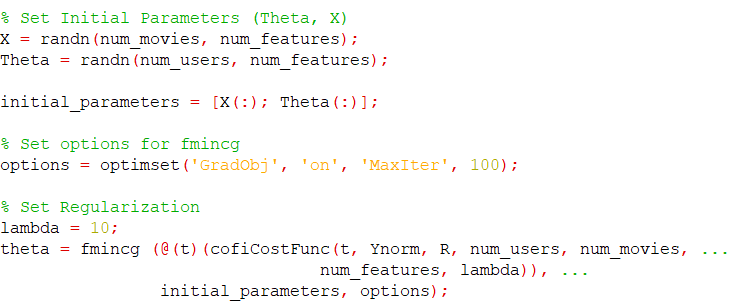 % Set Initial Parameters (Theta, X)
X = randn(num_movies, num_features);
Theta = randn(num_users, num_features);
initial_parameters = [X(:); Theta(:)];
% Set options for fmincg
options = optimset('GradObj', 'on', 'MaxIter', 100);
% Set Regularization
lambda = 10;
theta = fmincg (@(t)(cofiCostFunc(t, Ynorm, R, num_users, num_movies, ...
num_features, lambda)), ...
initial_parameters, options);